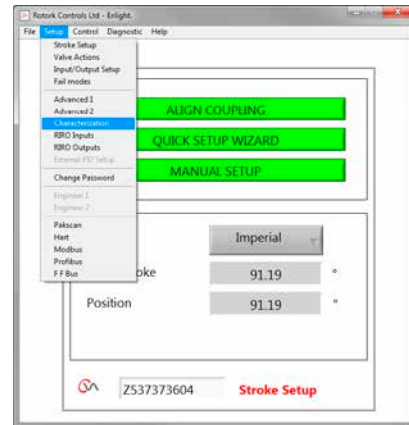 Rotork Controls Ltd - Enlight.
File Setup Control Diagnostic Help
Stroke Setup
Valve Actions
Input/Output Setup
Fail modes
Advanced 1
Advanced 2
Characterization
RIRO Inputs
RIRO Outputs
External PID Setup
Change Password
Engineer 1
Engineer 2
Pakscan
Hart
Modbus
Profibus
F F Bus
ALIGN COUPLING
QUICK SETUP WIZARD
MANUAL SETUP
Imperial
oke 91.19 °
Position 91.19 °
Z537373604 Stroke Setup